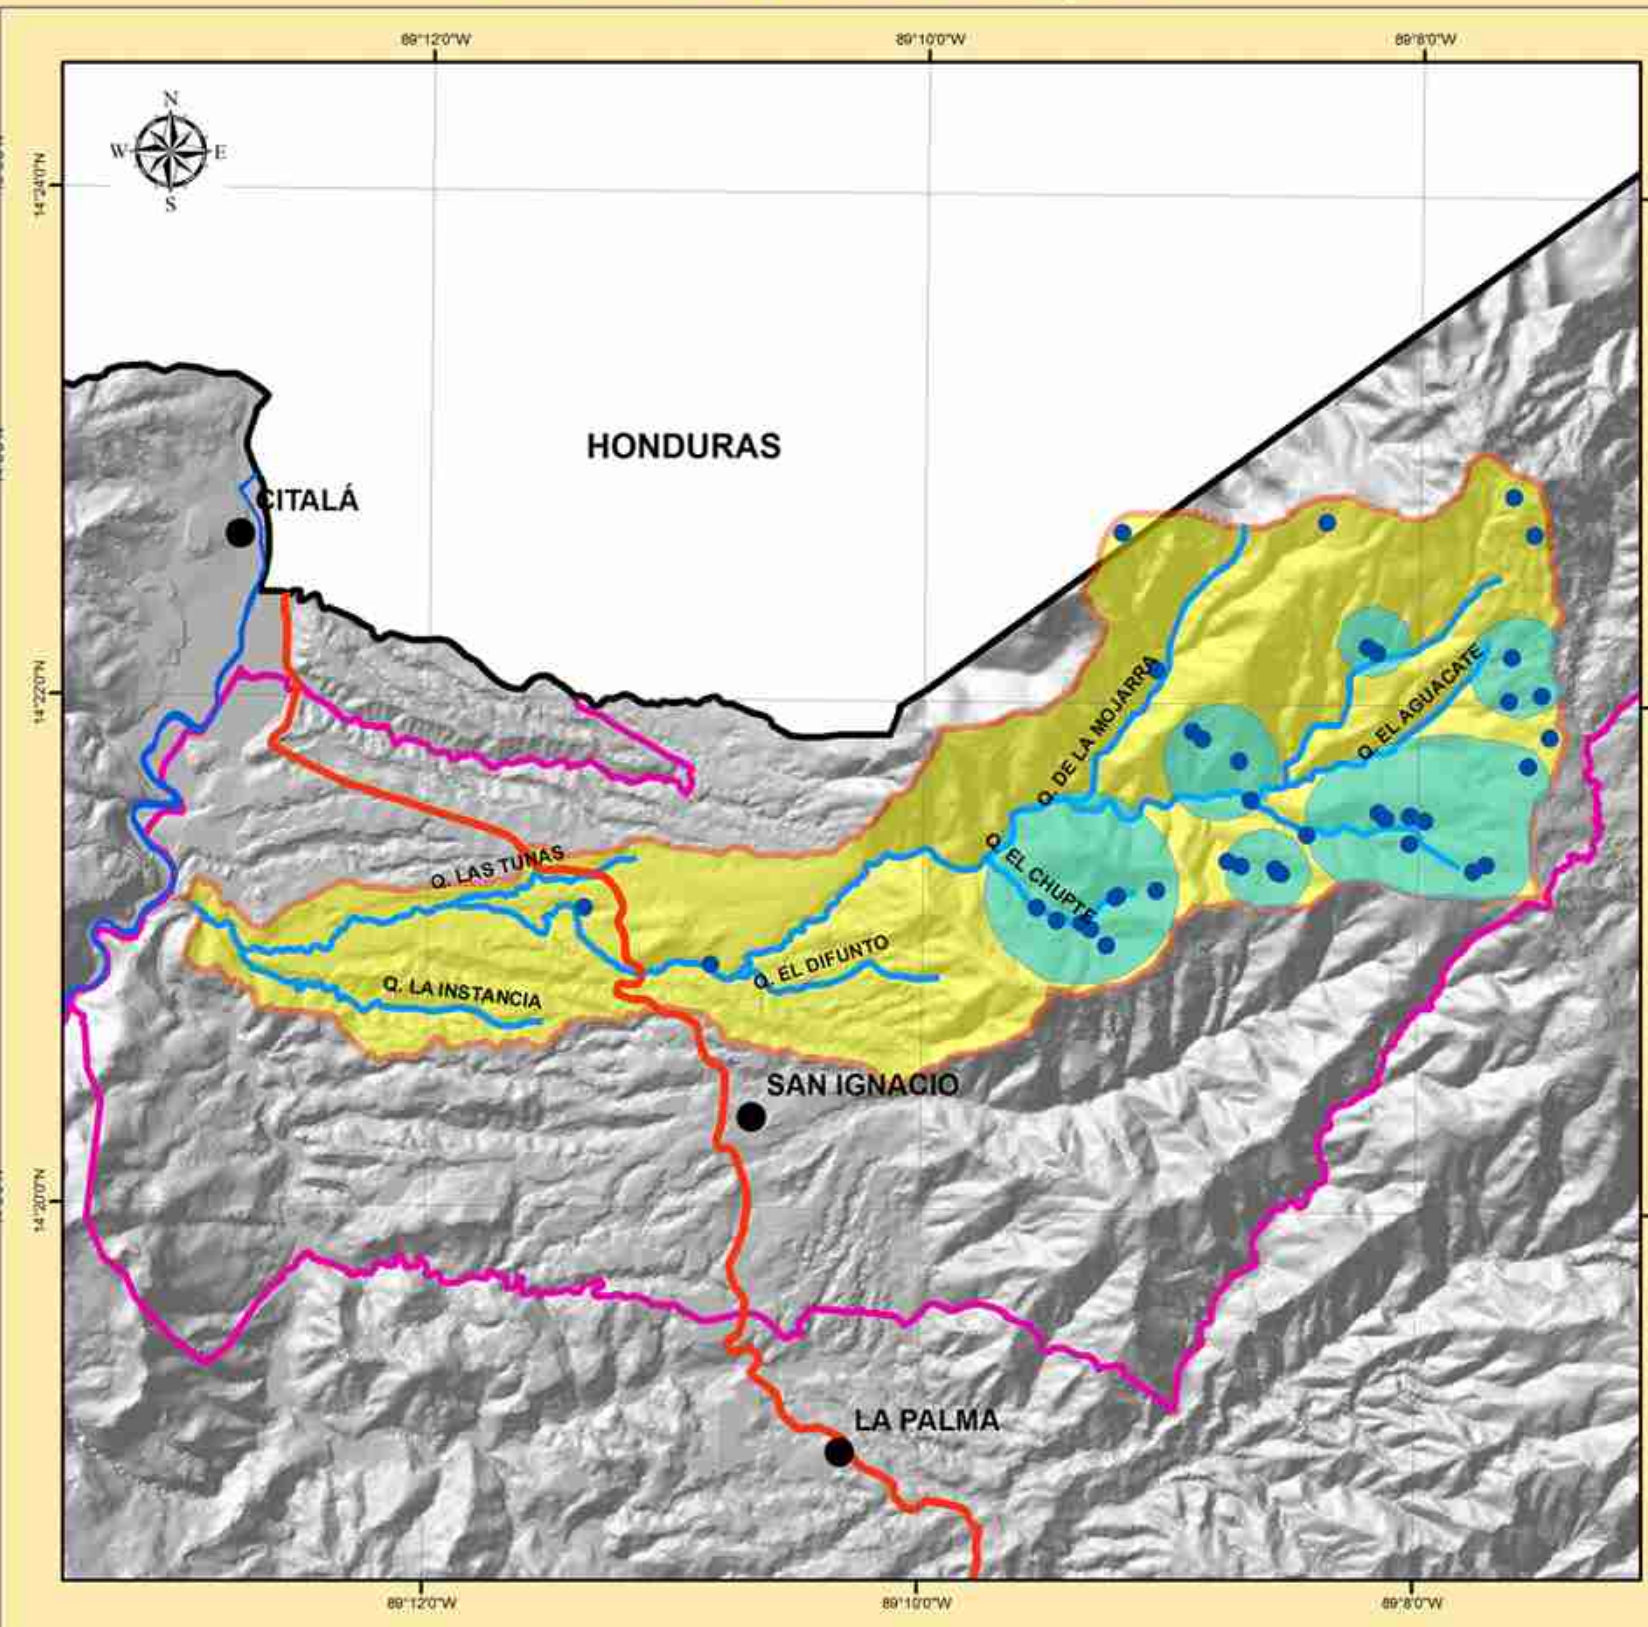 89°12'0"W
89°10'0"W
89°8'0"W
N
W
E
S
14°24'0"N
HONDURAS
CITALÁ
14°22'0"N
Q. DE LA MOJARRA
Q. EL AGUACATE
Q. EL CHUPTE
Q. LAS TUNAS
Q. EL DIFUNTO
Q. LA INSTANCIA
SAN IGNACIO
14°20'0"N
LA PALMA
89°12'0"W
89°10'0"W
89°8'0"W